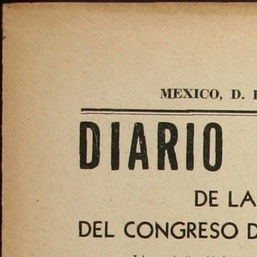 MEXICO, D.
DIARIO
DE LA
DEL CONGRESO D